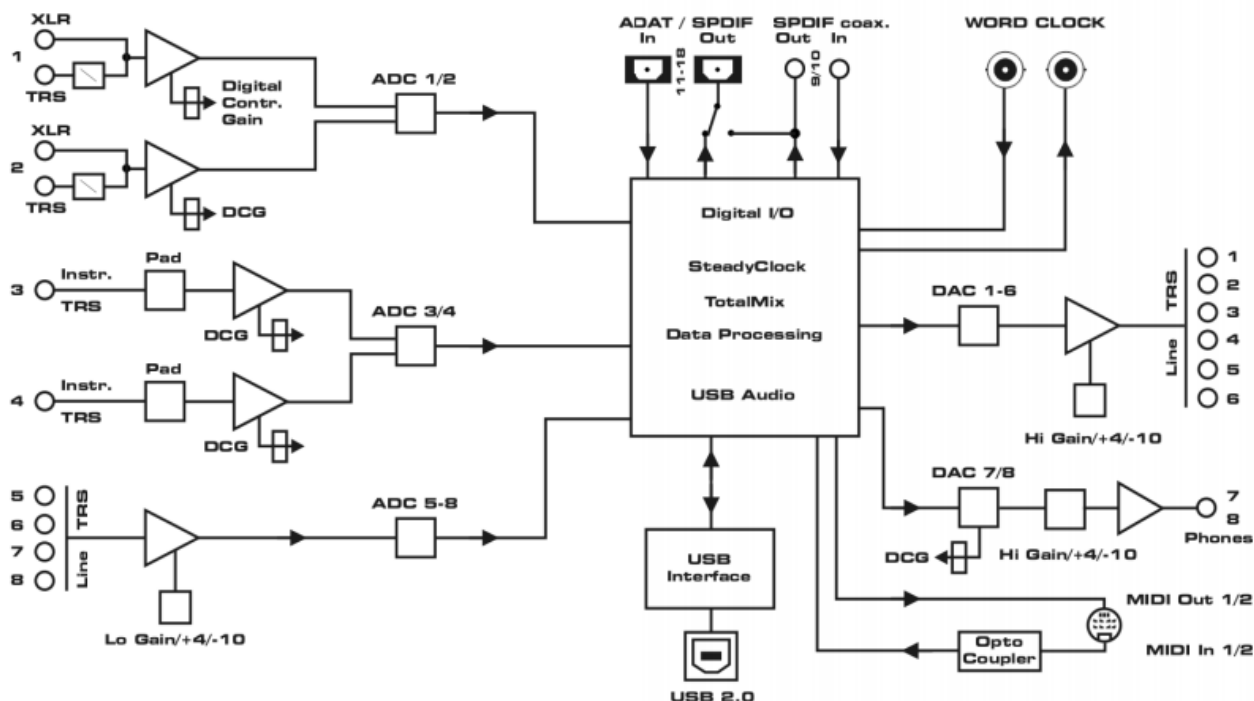 XLR
1
TRS
Digital
Contr.
Gain
ADC 1/2
XLR
2
TRS
DCG
Instr.
3
TRS
Pad
DCG
ADC 3/4
Instr.
4
TRS
Pad
DCG
5
6
7
8
TRS
Line
Lo Gain/+4/-10
ADC 5-8
ADAT / SPDIF
In
Out
11-18
SPDIF coax.
Out
In
9/10
WORD CLOCK
Digital I/O
SteadyClock
TotalMix
Data Processing
USB Audio
USB
Interface
USB 2.0
DAC 1-6
Hi Gain/+4/-10
TRS
Line
1
2
3
4
5
6
DAC 7/8
DCG
Hi Gain/+4/-10
7
8
Phones
MIDI Out 1/2
Opto
Coupler
MIDI In 1/2